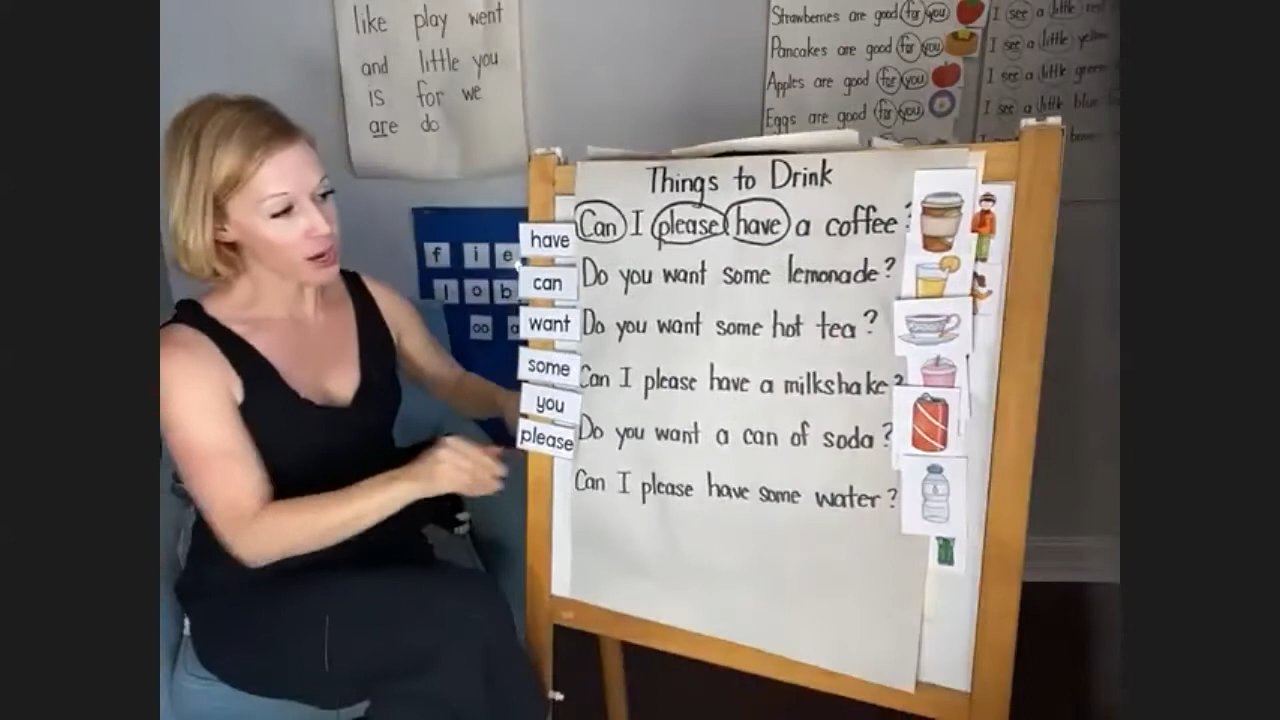 like play went
and little you
is for we
are do
Strawberries are good for you
Pancakes are good for you
Apples are good for you
Eggs are good for you
I see a little red
I see a little yellow
I see a little green
I see a little blue
f i e
l o b
oo a
have
can
want
some
you
please
Things to Drink
Can I please have a coffee?
Do you want some lemonade?
Do you want some hot tea?
Can I please have a milkshake?
Do you want a can of soda?
Can I please have some water?